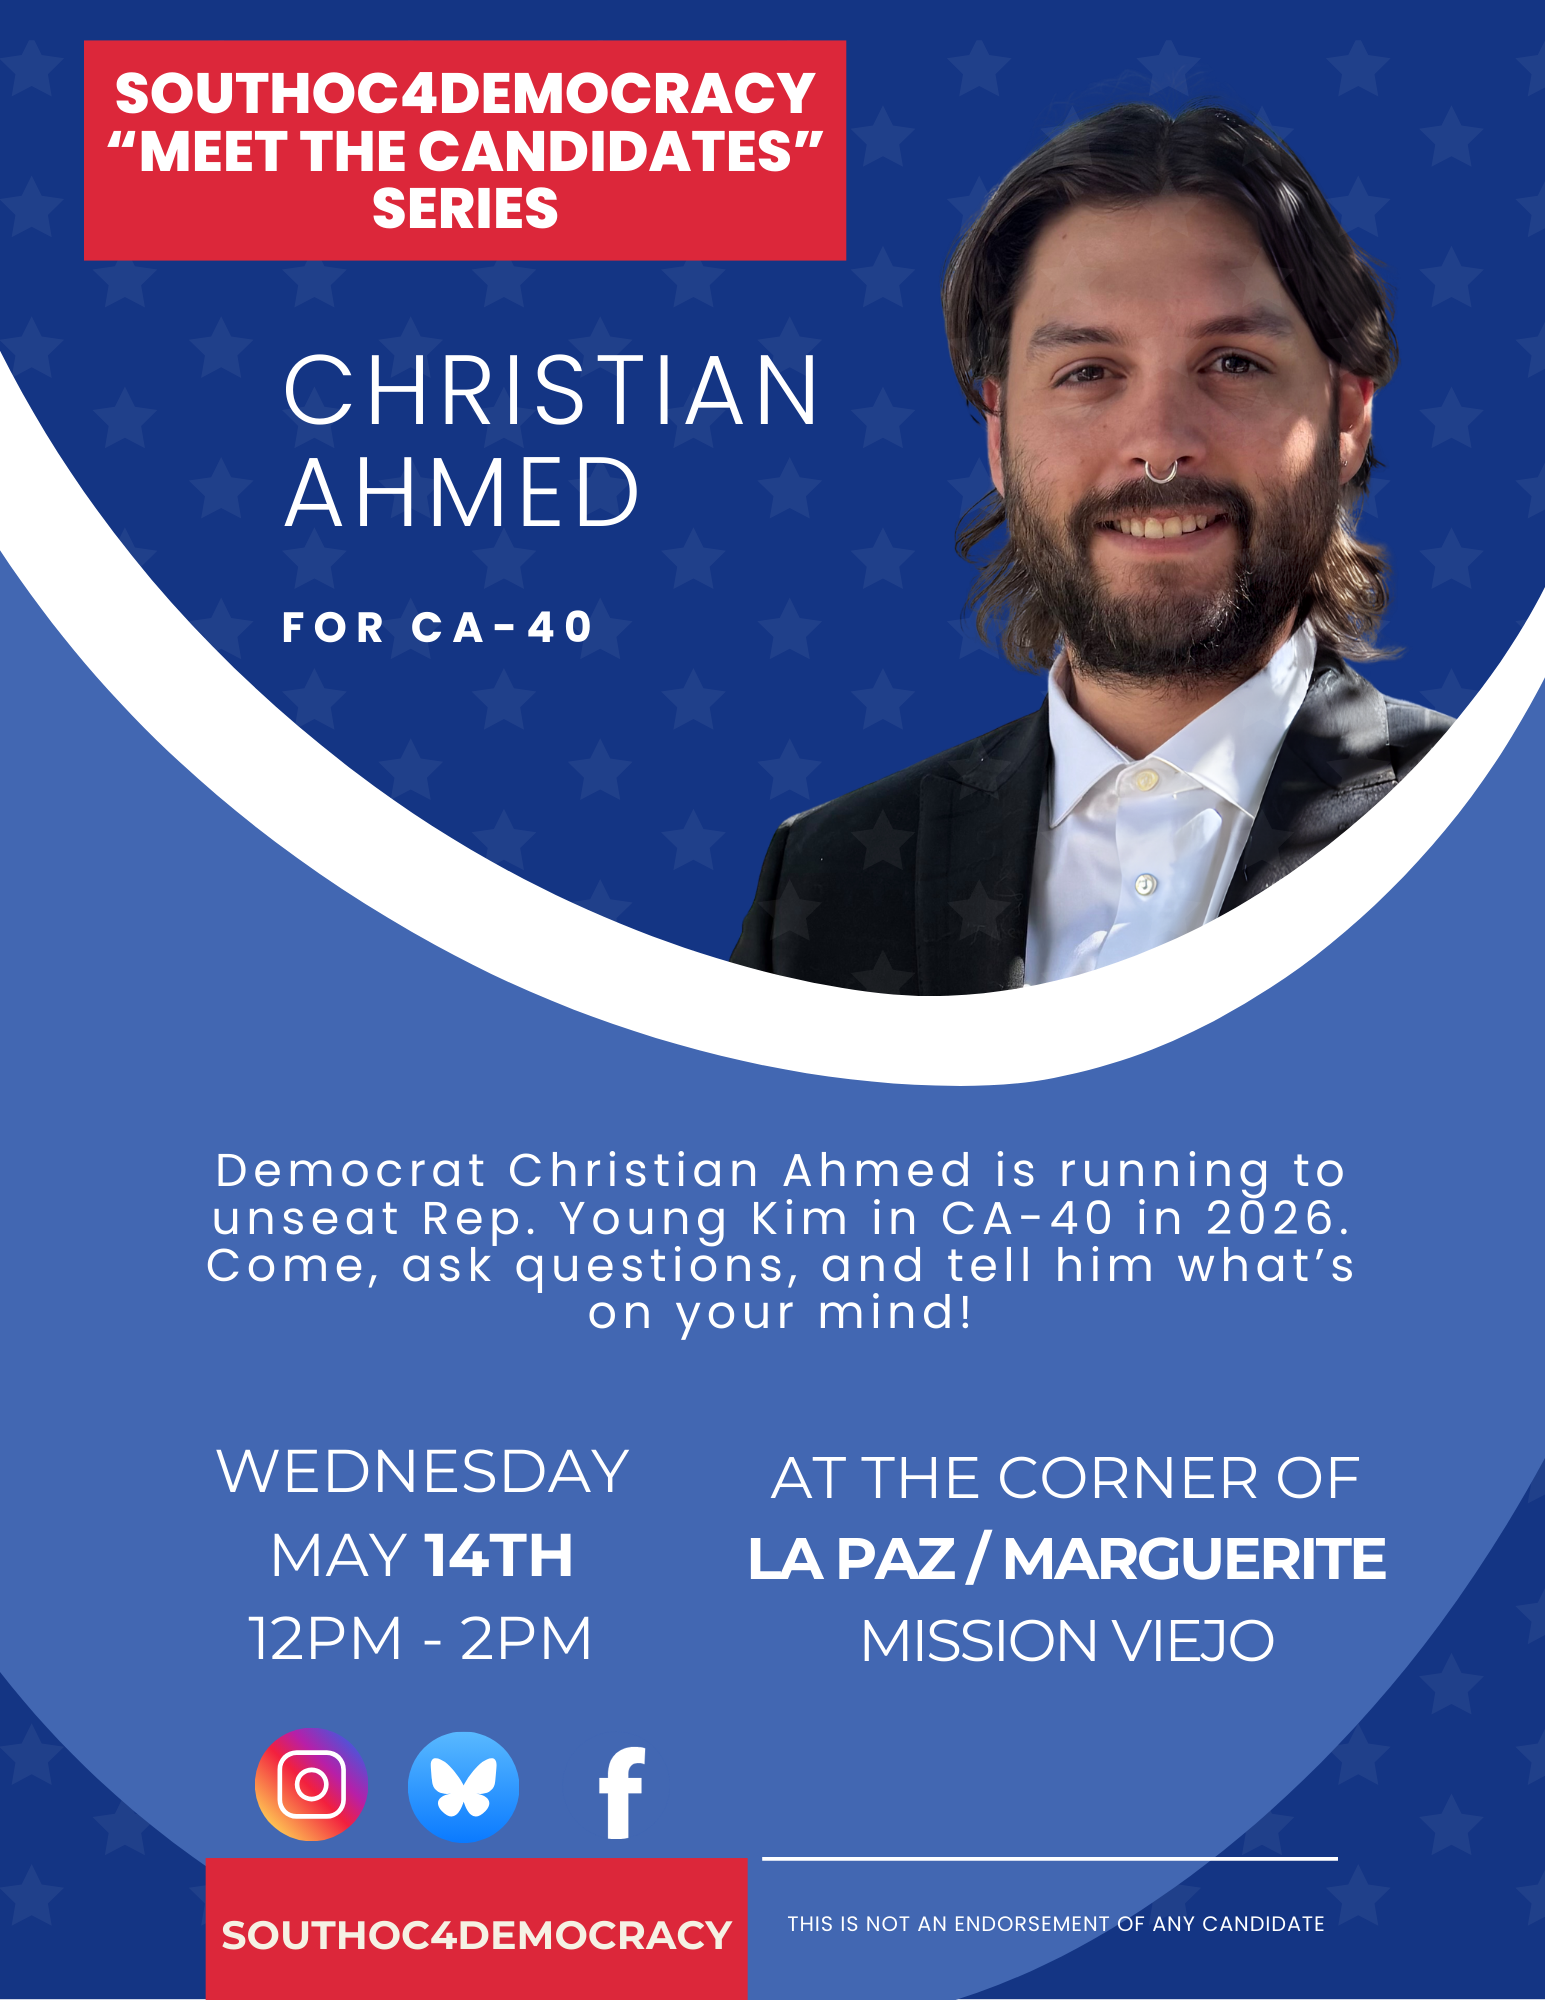 SOUTHOC4DEMOCRACY
“MEET THE CANDIDATES”
SERIES
CHRISTIAN
AHMED
FOR CA-40
Democrat Christian Ahmed is running to
unseat Rep. Young Kim in CA-40 in 2026.
Come, ask questions, and tell him what’s
on your mind!
WEDNESDAY
MAY 14TH
12PM - 2PM
AT THE CORNER OF
LA PAZ / MARGUERITE
MISSION VIEJO
SOUTHOC4DEMOCRACY
THIS IS NOT AN ENDORSEMENT OF ANY CANDIDATE